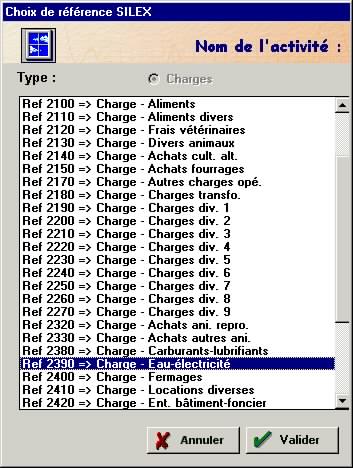 Choix de référence SILEX
Nom de l'activité :
Type :
Charges
Ref 2100 => Charge - Aliments
Ref 2110 => Charge - Aliments divers
Ref 2120 => Charge - Frais vétérinaires
Ref 2130 => Charge - Divers animaux
Ref 2140 => Charge - Achats cult. alt.
Ref 2150 => Charge - Achats fourrages
Ref 2170 => Charge - Autres charges opé.
Ref 2180 => Charge - Charges transfo.
Ref 2190 => Charge - Charges div. 1
Ref 2200 => Charge - Charges div. 2
Ref 2210 => Charge - Charges div. 3
Ref 2220 => Charge - Charges div. 4
Ref 2230 => Charge - Charges div. 5
Ref 2240 => Charge - Charges div. 6
Ref 2250 => Charge - Charges div. 7
Ref 2260 => Charge - Charges div. 8
Ref 2270 => Charge - Charges div. 9
Ref 2320 => Charge - Achats ani. repro.
Ref 2330 => Charge - Achats autres ani.
Ref 2380 => Charge - Carburants-lubrifiants
Ref 2390 => Charge - Eau-électricité
Ref 2400 => Charge - Fermages
Ref 2410 => Charge - Locations diverses
Ref 2420 => Charge - Ent. bâtiment-foncier
Annuler
Valider